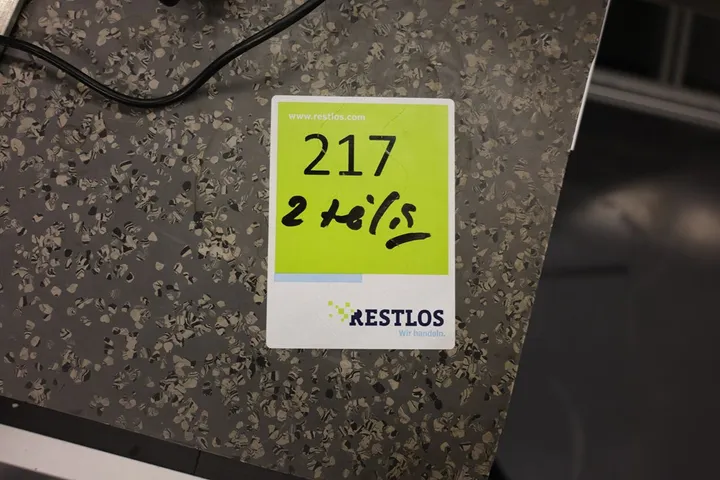 www.restlos.com
217
2 teilig
RESTLOS
Wir handeln.